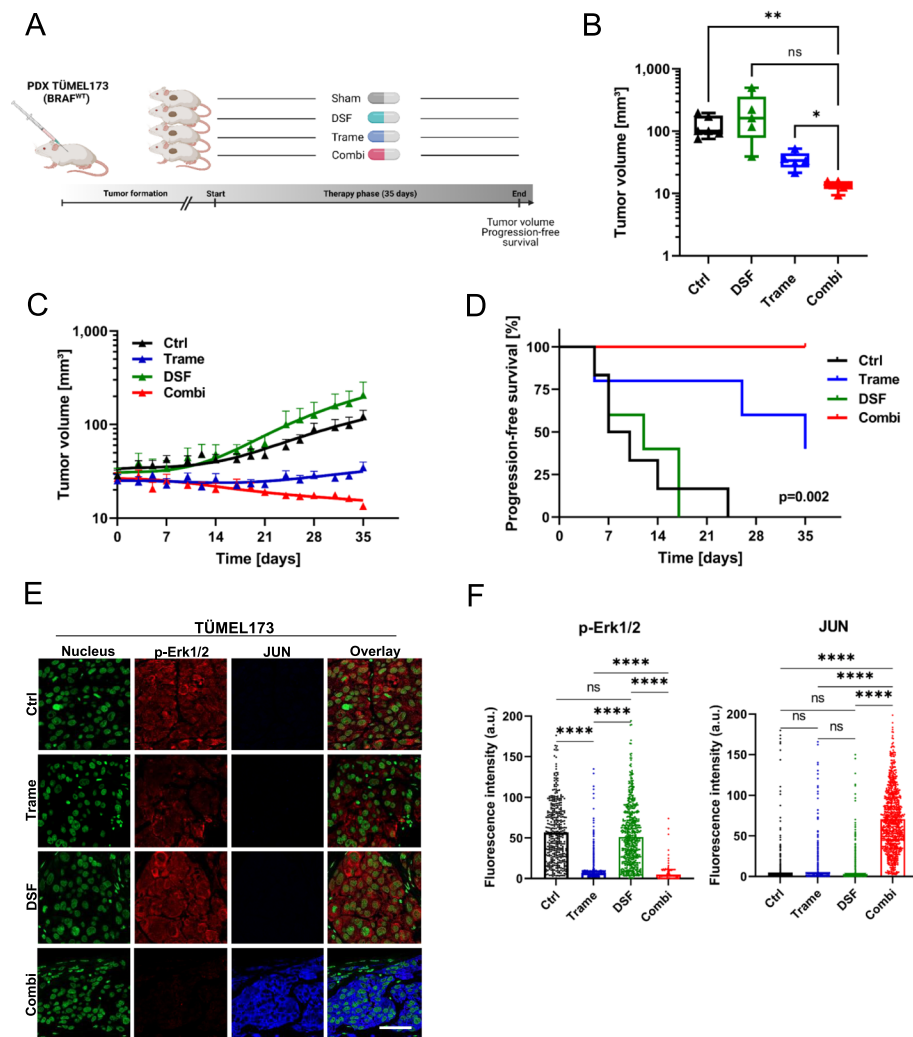 A
PDX TÜMEL173
(BRAFᵂᵀ)
Sham
DSF
Trame
Combi
Tumor formation
Start
Therapy phase (35 days)
End
Tumor volume
Progression-free
survival
B
**
ns
*
Tumor volume [mm³]
1,000
100
10
1
Ctrl
DSF
Trame
Combi
C
Tumor volume [mm³]
1,000
100
10
Ctrl
Trame
DSF
Combi
0 7 14 21 28 35
Time [days]
D
Progression-free survival [%]
100
75
50
25
0
Ctrl
Trame
DSF
Combi
p=0.002
0 7 14 21 28 35
Time [days]
E
TÜMEL173
Nucleus p-Erk1/2 JUN Overlay
Ctrl
Trame
DSF
Combi
F
p-Erk1/2
****
ns ****
****
****
Fluorescence intensity (a.u.)
200
150
100
50
0
Ctrl
Trame
DSF
Combi
JUN
****
****
ns ****
ns ns
Fluorescence intensity (a.u.)
200
150
100
50
0
Ctrl
Trame
DSF
Combi